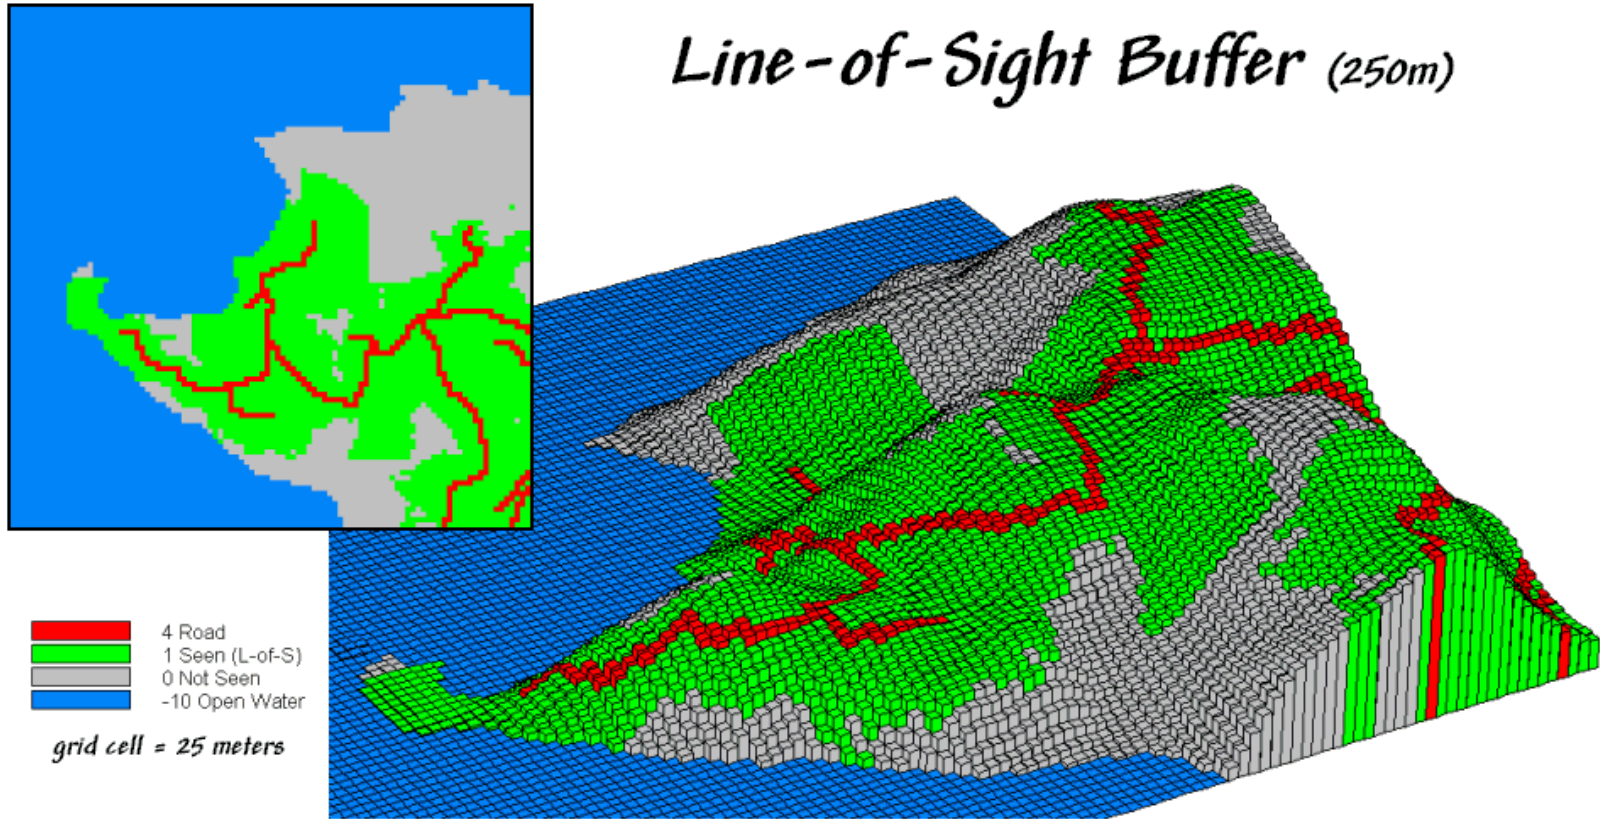 Line-of-Sight Buffer (250m)
4 Road
1 Seen (L-of-S)
0 Not Seen
-10 Open Water
grid cell = 25 meters